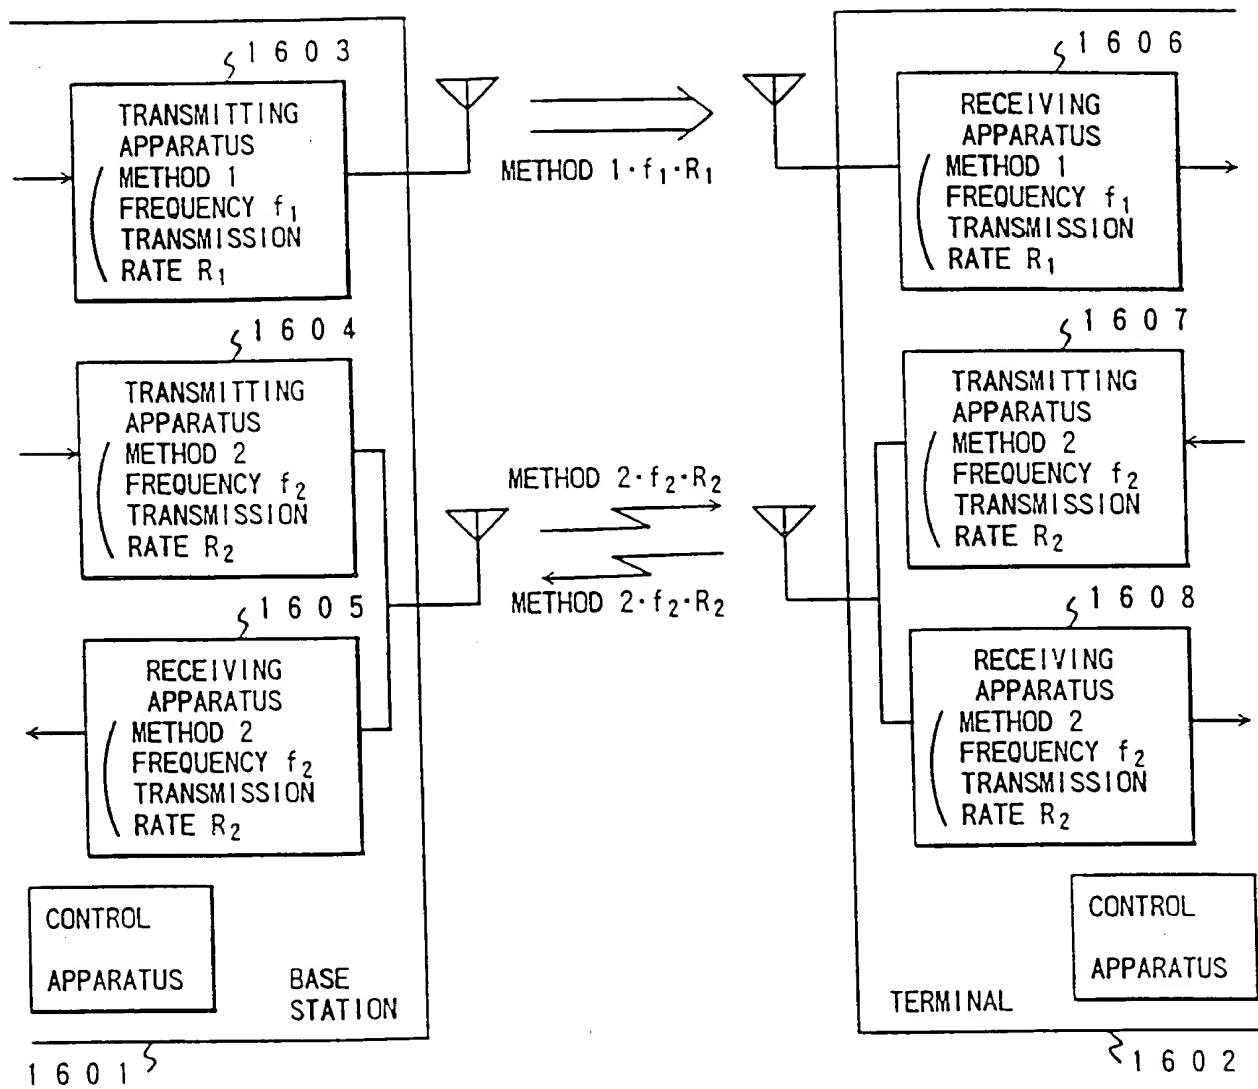 1603
TRANSMITTING
APPARATUS
METHOD 1
FREQUENCY f₁
TRANSMISSION
RATE R₁
METHOD 1·f₁·R₁
1606
RECEIVING
APPARATUS
METHOD 1
FREQUENCY f₁
TRANSMISSION
RATE R₁
1604
TRANSMITTING
APPARATUS
METHOD 2
FREQUENCY f₂
TRANSMISSION
RATE R₂
METHOD 2·f₂·R₂
METHOD 2·f₂·R₂
1607
TRANSMITTING
APPARATUS
METHOD 2
FREQUENCY f₂
TRANSMISSION
RATE R₂
1605
RECEIVING
APPARATUS
METHOD 2
FREQUENCY f₂
TRANSMISSION
RATE R₂
1608
RECEIVING
APPARATUS
METHOD 2
FREQUENCY f₂
TRANSMISSION
RATE R₂
CONTROL
APPARATUS
BASE
STATION
TERMINAL
CONTROL
APPARATUS
1601
1602